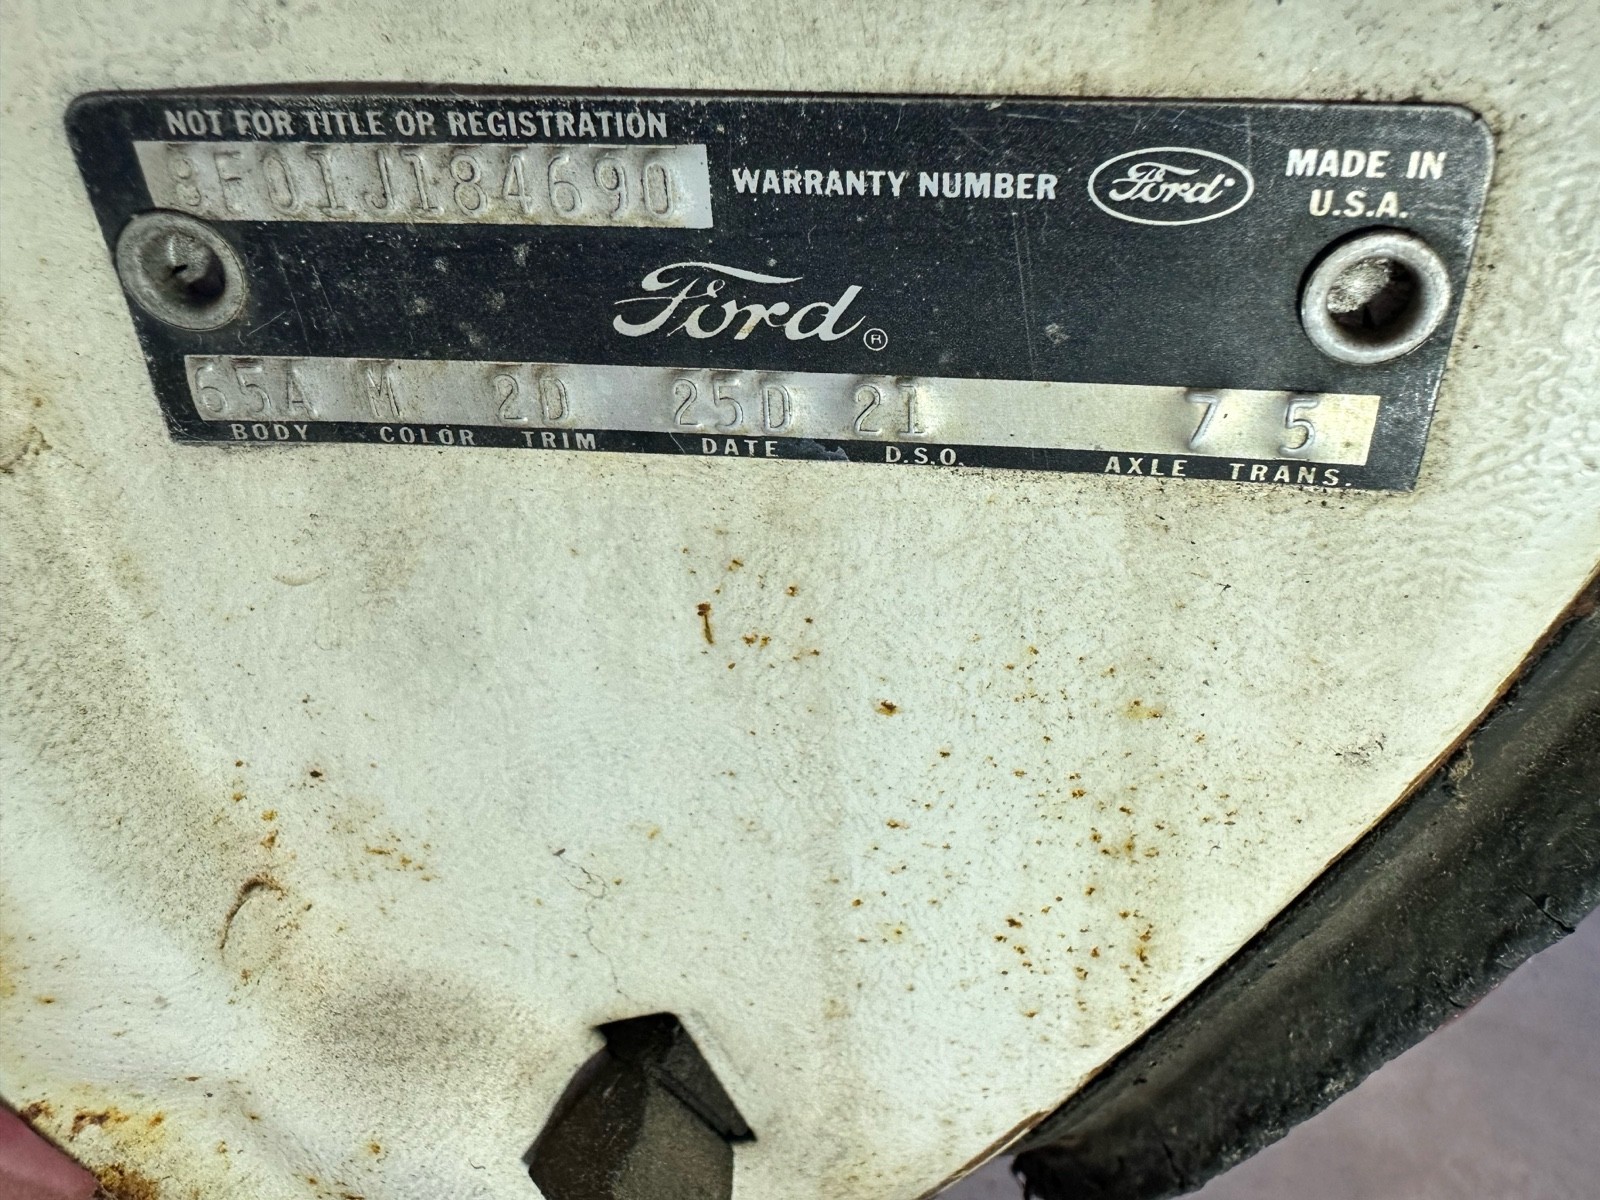 NOT FOR TITLE OR REGISTRATION
8F01J184690 WARRANTY NUMBER Ford MADE IN
U.S.A.
Ford ®
65A M 2D 25D 21 7 5
BODY COLOR TRIM DATE D.S.O. AXLE TRANS.